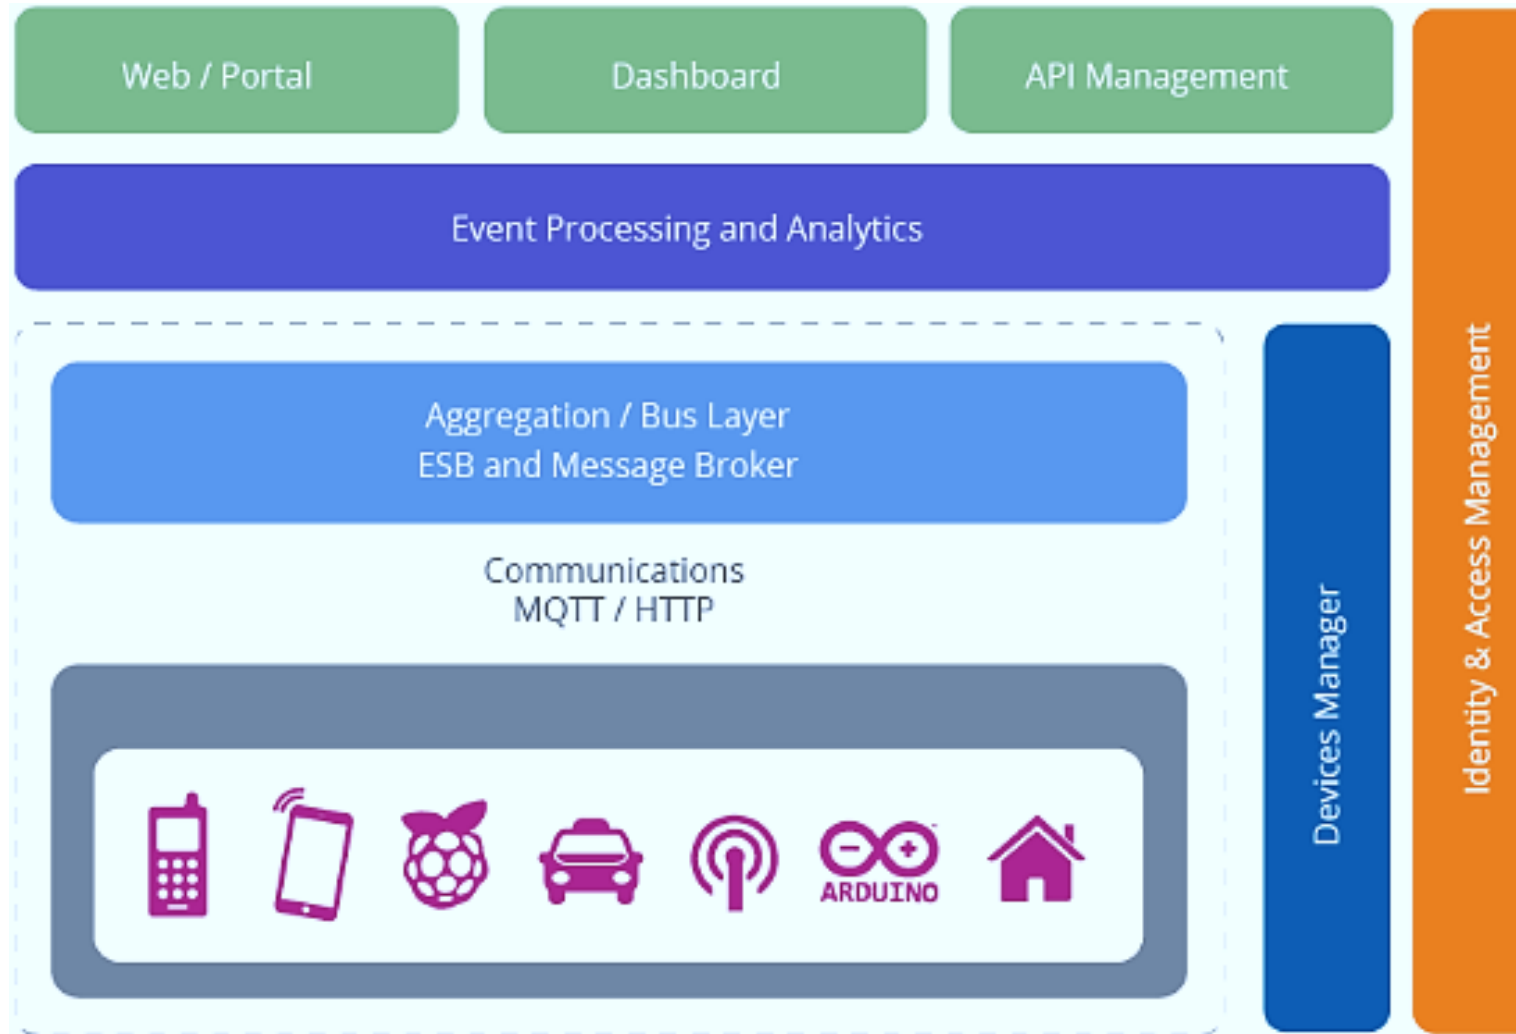 Web / Portal
Dashboard
API Management
Event Processing and Analytics
Aggregation / Bus Layer
ESB and Message Broker
Communications
MQTT / HTTP
ARDUINO
Devices Manager
Identity & Access Management